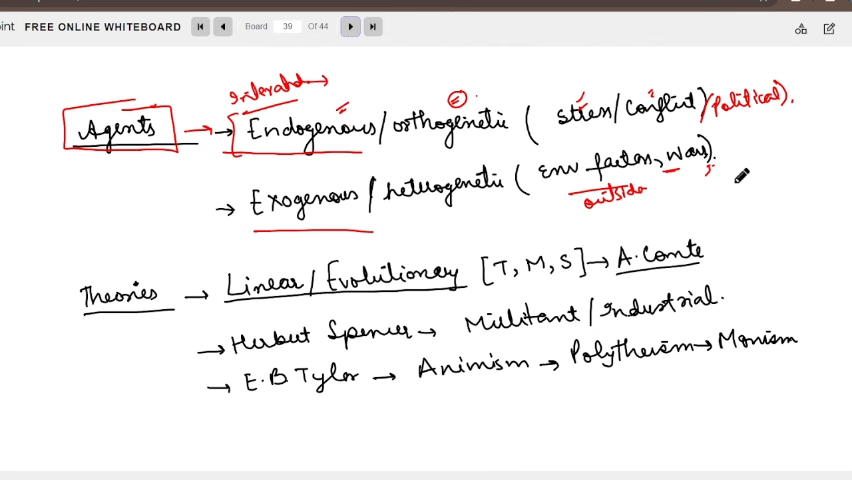 oint FREE ONLINE WHITEBOARD Board 39 Of 44
Agents → Endogenous/orthogenetic ( stress/conflict/political).
→ Exogenous/heterogenetic ( env factors, wars).
outside
Theories → Linear/Evolutionary [T, M, S] → A. Comte
→ Herbert Spencer → Militant/Industrial.
→ E.B Tylor → Animism → Polytheism → Monism